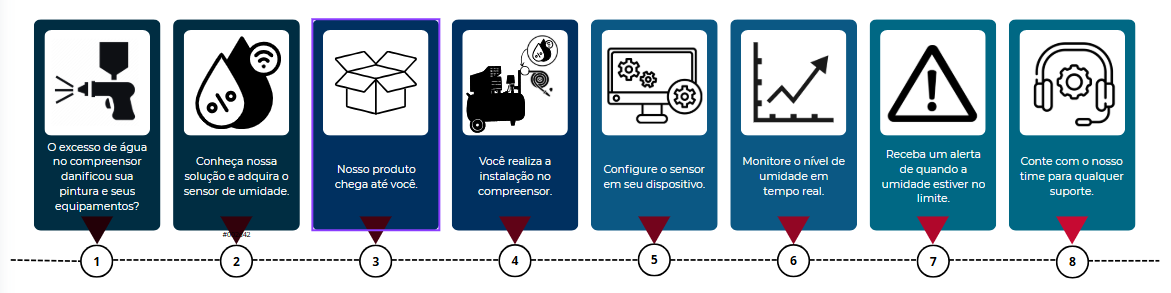 O excesso de água
no compreensor
danificou sua
pintura e seus
equipamentos?
Conheça nossa
solução e adquira o
sensor de umidade.
Nosso produto
chega até você.
Você realiza a
instalação no
compreensor.
Configure o sensor
em seu dispositivo.
Monitore o nível de
umidade em
tempo real.
Receba um alerta
de quando a
umidade estiver no
limite.
Conte com o nosso
time para qualquer
suporte.
1
2
3
4
5
6
7
8